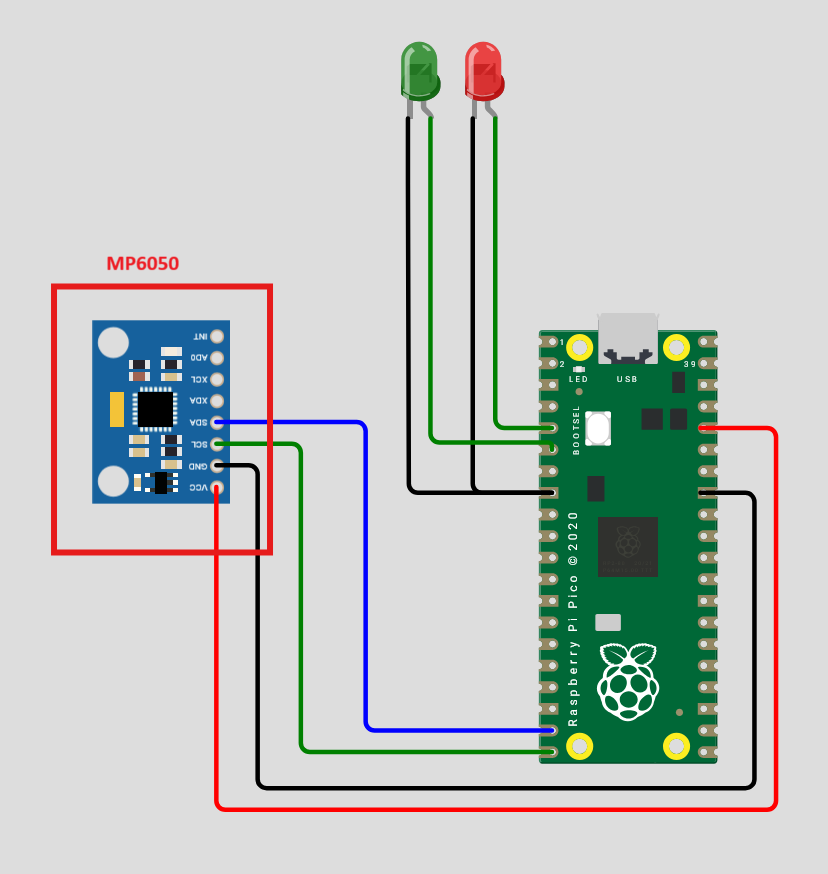 MP6050
INT
AD0
XCL
XDA
SDA
SCL
GND
VCC
1
2
39
LED
USB
BOOTSEL
Raspberry Pi Pico © 2020